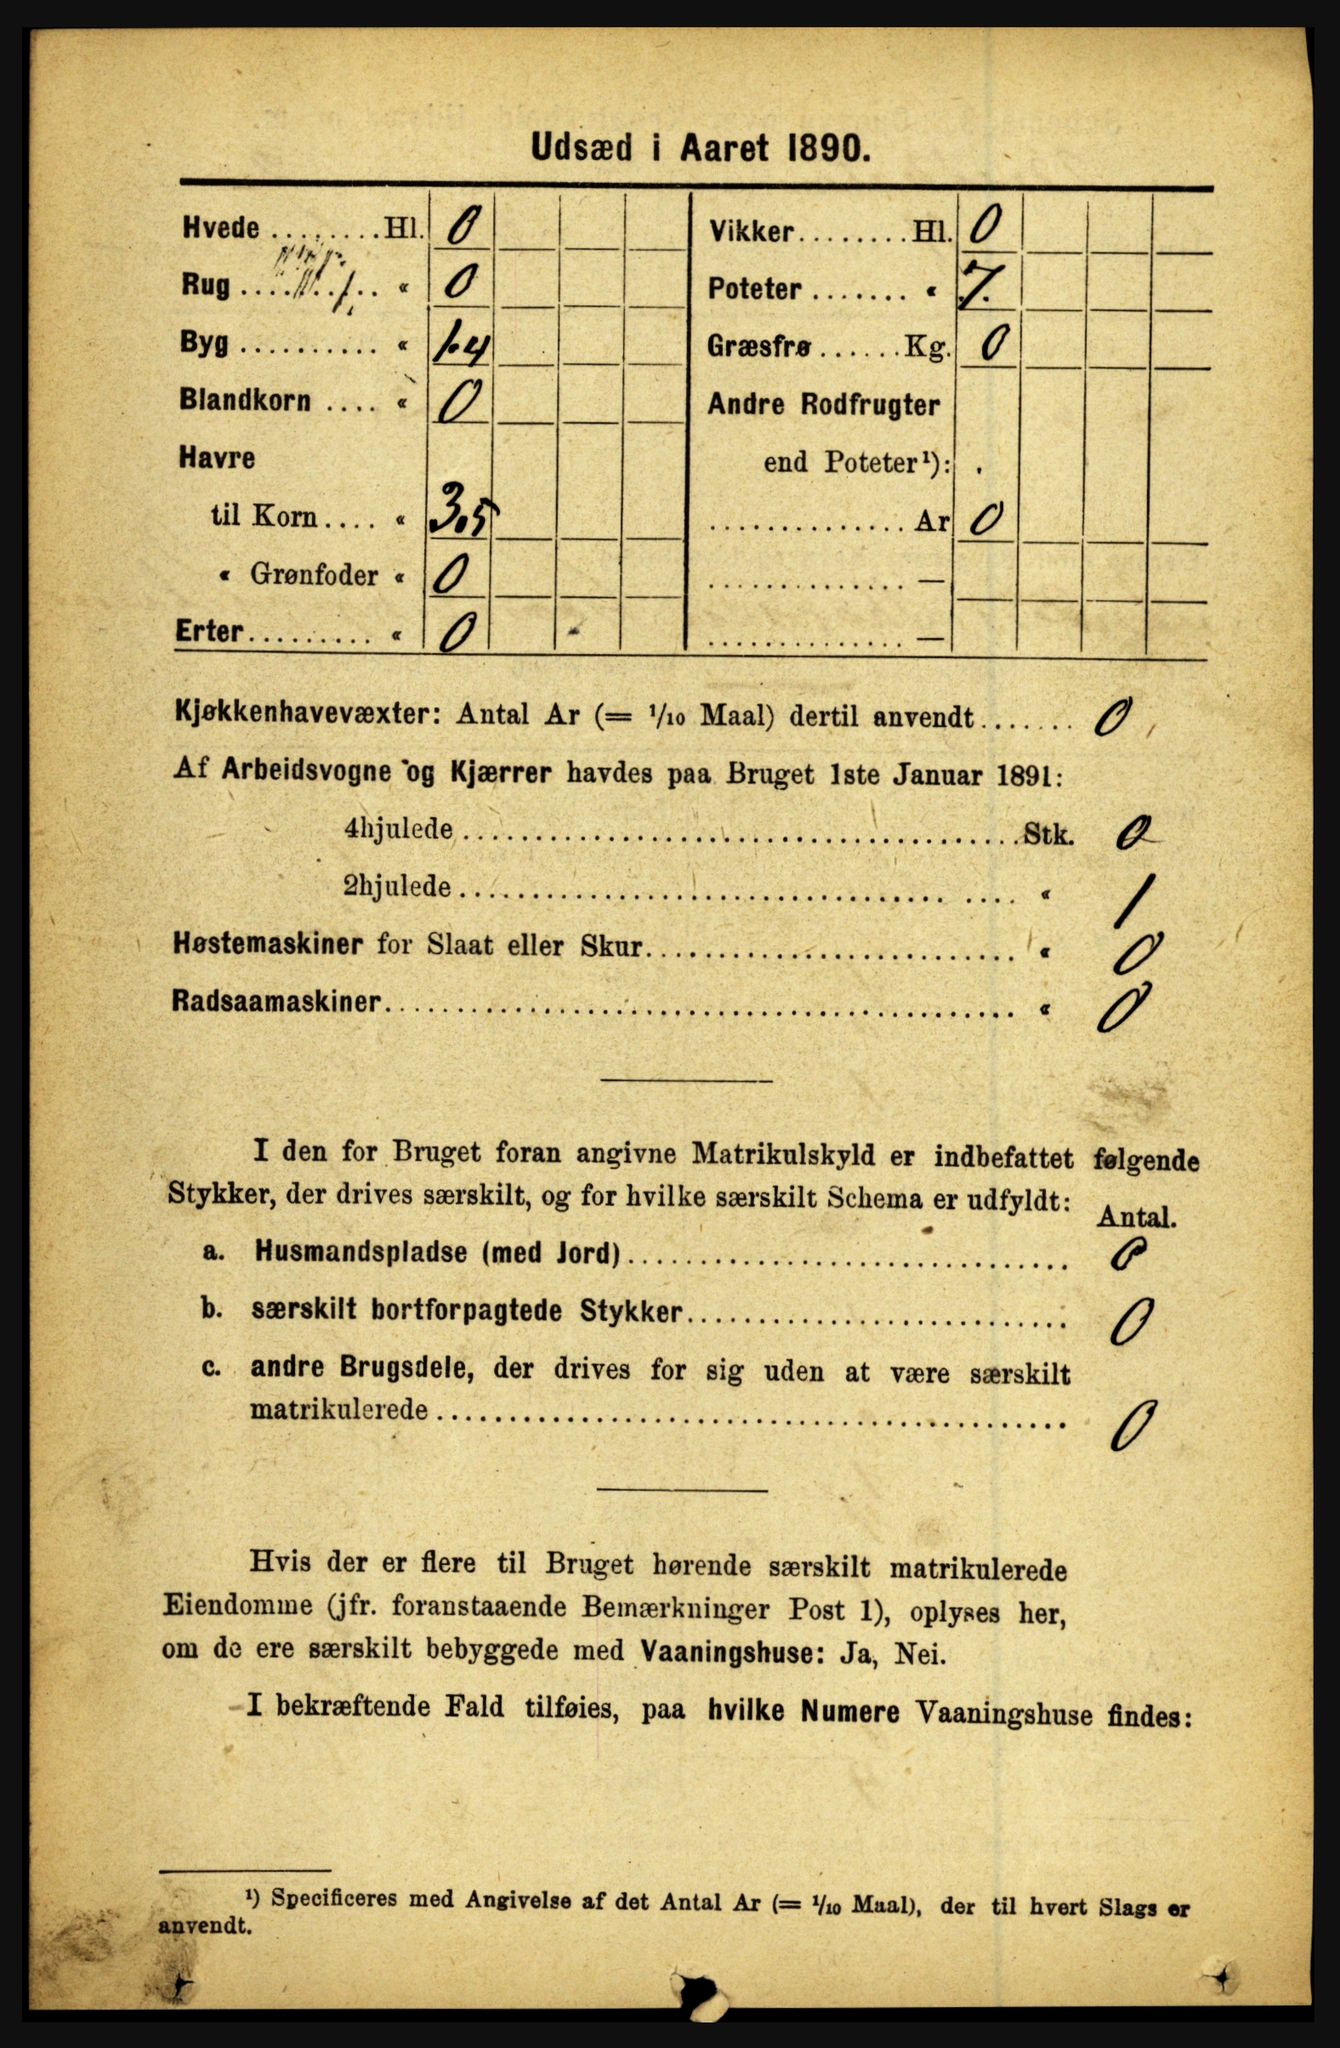 Udsæd i Aaret 1890.
Hvede ........ Hl. 0
Rug ......... " 0
Byg .......... " 1.4
Blandkorn .... " 0
Havre
til Korn.... " 3.5
" Grønfoder " 0
Erter.......... " 0
Vikker........ Hl. 0
Poteter ....... " 7.
Græsfrø...... Kg. 0
Andre Rodfrugter
end Poteter¹):
.............. Ar 0
.............. —
.............. —
Kjøkkenhavevæxter: Antal Ar (= 1/10 Maal) dertil anvendt....... 0
Af Arbeidsvogne og Kjærrer havdes paa Bruget 1ste Januar 1891:
4hjulede ........................................ Stk. 0
2hjulede ........................................ " 1
Høstemaskiner for Slaat eller Skur........................... " 0
Radsaamaskiner............................................. " 0
I den for Bruget foran angivne Matrikulskyld er indbefattet følgende
Stykker, der drives særskilt, og for hvilke særskilt Schema er udfyldt:
Antal.
a. Husmandspladse (med Jord)............................... 0
b. særskilt bortforpagtede Stykker........................... 0
c. andre Brugsdele, der drives for sig uden at være særskilt
matrikulerede ............................................ 0
Hvis der er flere til Bruget hørende særskilt matrikulerede
Eiendomme (jfr. foranstaaende Bemærkninger Post 1), oplyses her,
om de ere særskilt bebyggede med Vaaningshuse: Ja, Nei.
I bekræftende Fald tilføies, paa hvilke Numere Vaaningshuse findes:
¹) Specificeres med Angivelse af det Antal Ar (= 1/10 Maal), der til hvert Slags er
anvendt.